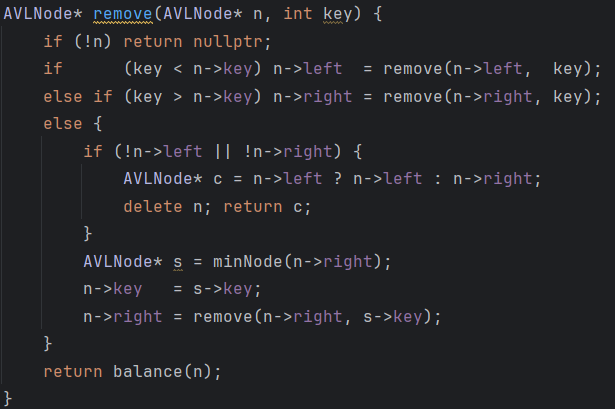 AVLNode* remove(AVLNode* n, int key) {
    if (!n) return nullptr;
    if      (key < n->key) n->left  = remove(n->left,  key);
    else if (key > n->key) n->right = remove(n->right, key);
    else {
        if (!n->left || !n->right) {
            AVLNode* c = n->left ? n->left : n->right;
            delete n; return c;
        }
        AVLNode* s = minNode(n->right);
        n->key   = s->key;
        n->right = remove(n->right, s->key);
    }
    return balance(n);
}